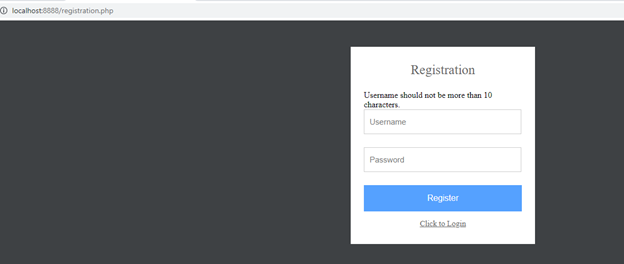 localhost:8888/registration.php
Registration
Username should not be more than 10
characters.
Username
Password
Register
Click to Login